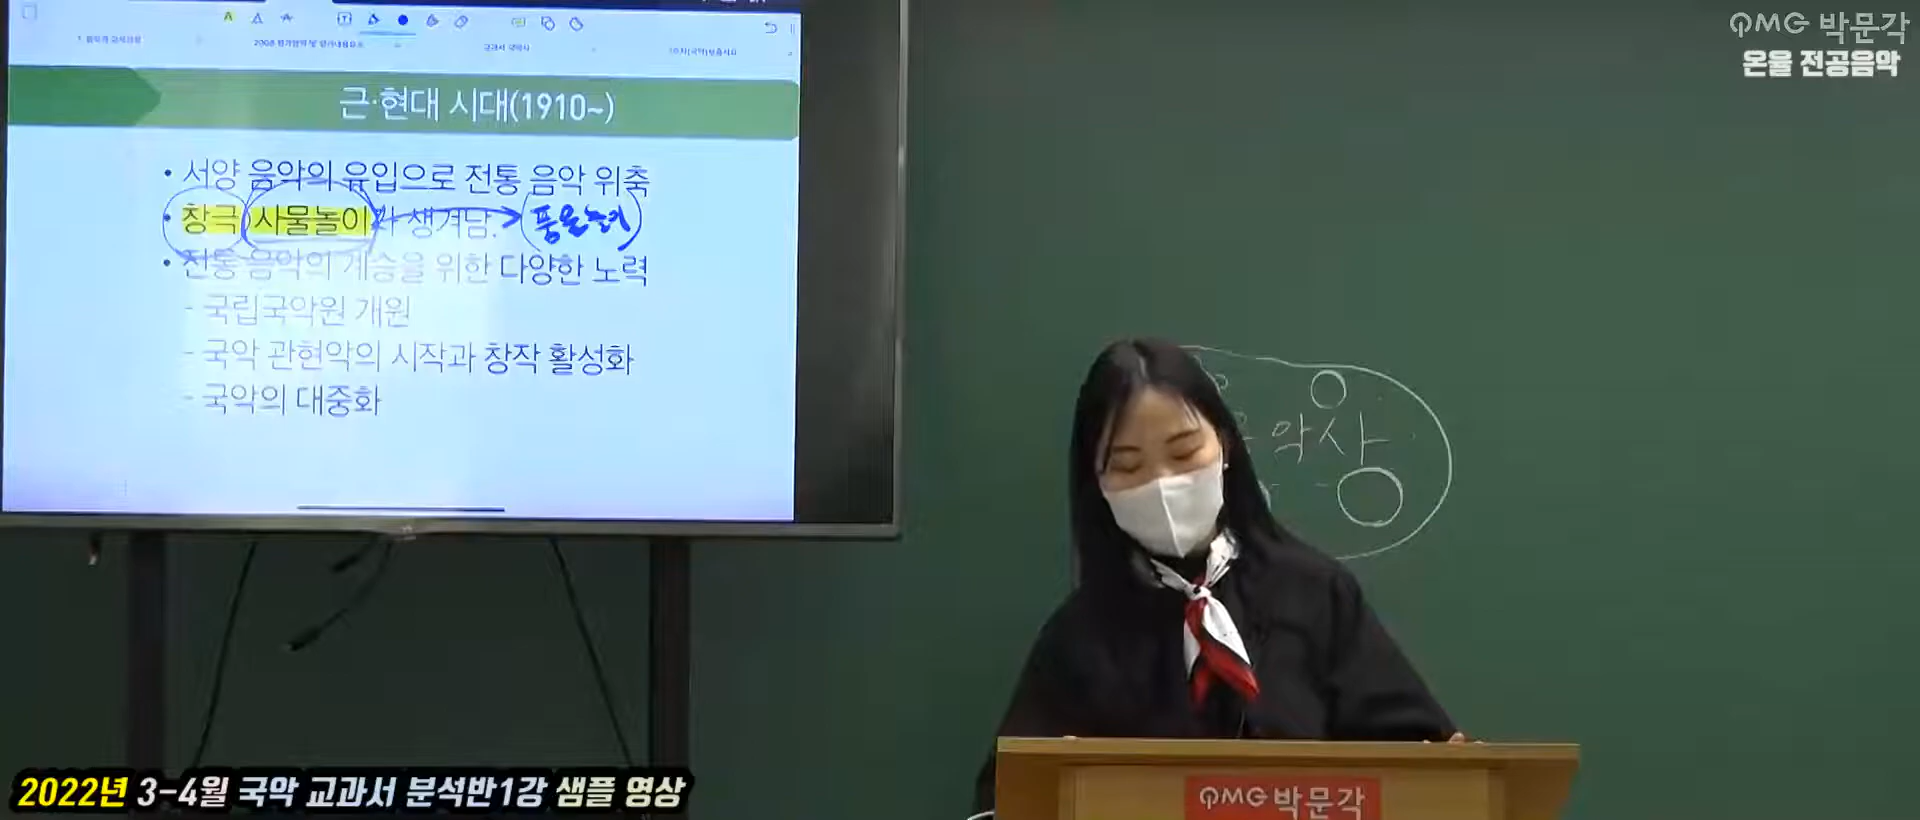 PMG 박문각
온율 전공음악
근·현대 시대(1910~)
• 서양 음악의 유입으로 전통 음악 위축
• 창극 사물놀이가 생겨남. 풍물놀이
• 전통 음악의 계승을 위한 다양한 노력
- 국립국악원 개원
- 국악 관현악의 시작과 창작 활성화
- 국악의 대중화
악사
2022년 3-4월 국악 교과서 분석반1강 샘플 영상
PMG 박문각